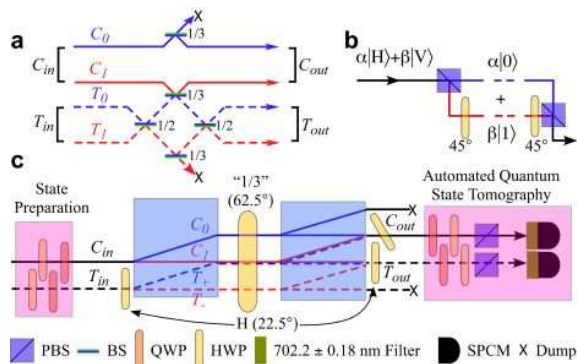 a
C0
X
1/3
Cin
Cout
C1
T0
1/3
Tin
1/2
1/2
Tout
T1
1/3
X
b
α|H⟩+β|V⟩
α|0⟩
+
β|1⟩
45°
45°
c
State
Preparation
"1/3"
(62.5°)
Automated Quantum
State Tomography
X
C0
Cout
Cin
C1
Tin
T+
Tout
T-
X
H (22.5°)
PBS
BS
QWP
HWP
702.2 ± 0.18 nm Filter
SPCM
X Dump